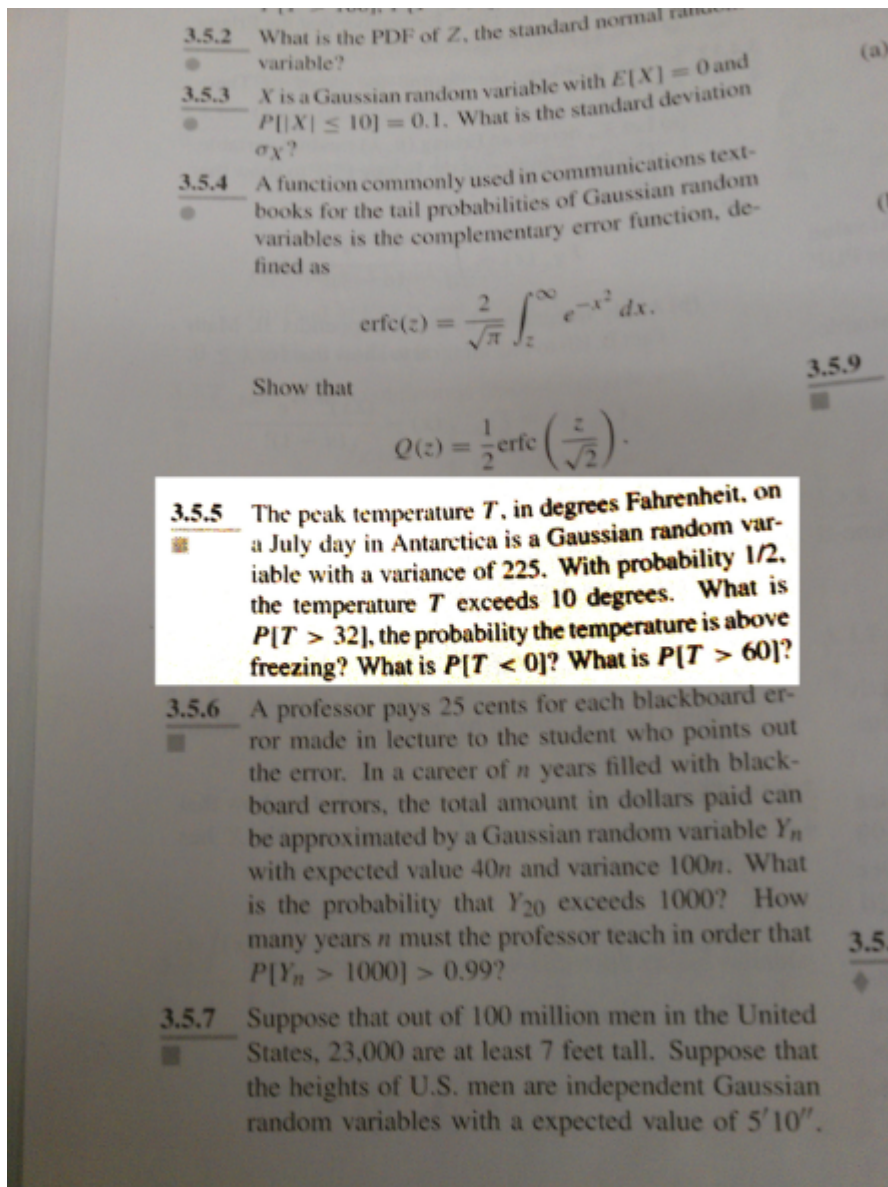 3.5.2 What is the PDF of Z, the standard normal
variable?
(a)
3.5.3 X is a Gaussian random variable with E[X] = 0 and
P[|X| ≤ 10] = 0.1. What is the standard deviation
σX?
3.5.4 A function commonly used in communications text-
books for the tail probabilities of Gaussian random
variables is the complementary error function, de-
fined as
erfc(z) = 2/√π ∫_z^∞ e^{-x^2} dx.
3.5.9
Show that
Q(z) = 1/2 erfc (z/√2).
3.5.5 The peak temperature T, in degrees Fahrenheit, on
a July day in Antarctica is a Gaussian random var-
iable with a variance of 225. With probability 1/2,
the temperature T exceeds 10 degrees. What is
P[T > 32], the probability the temperature is above
freezing? What is P[T < 0]? What is P[T > 60]?
3.5.6 A professor pays 25 cents for each blackboard er-
ror made in lecture to the student who points out
the error. In a career of n years filled with black-
board errors, the total amount in dollars paid can
be approximated by a Gaussian random variable Yn
with expected value 40n and variance 100n. What
is the probability that Y20 exceeds 1000? How
many years n must the professor teach in order that
P[Yn > 1000] > 0.99?
3.5.
3.5.7 Suppose that out of 100 million men in the United
States, 23,000 are at least 7 feet tall. Suppose that
the heights of U.S. men are independent Gaussian
random variables with a expected value of 5′10″.